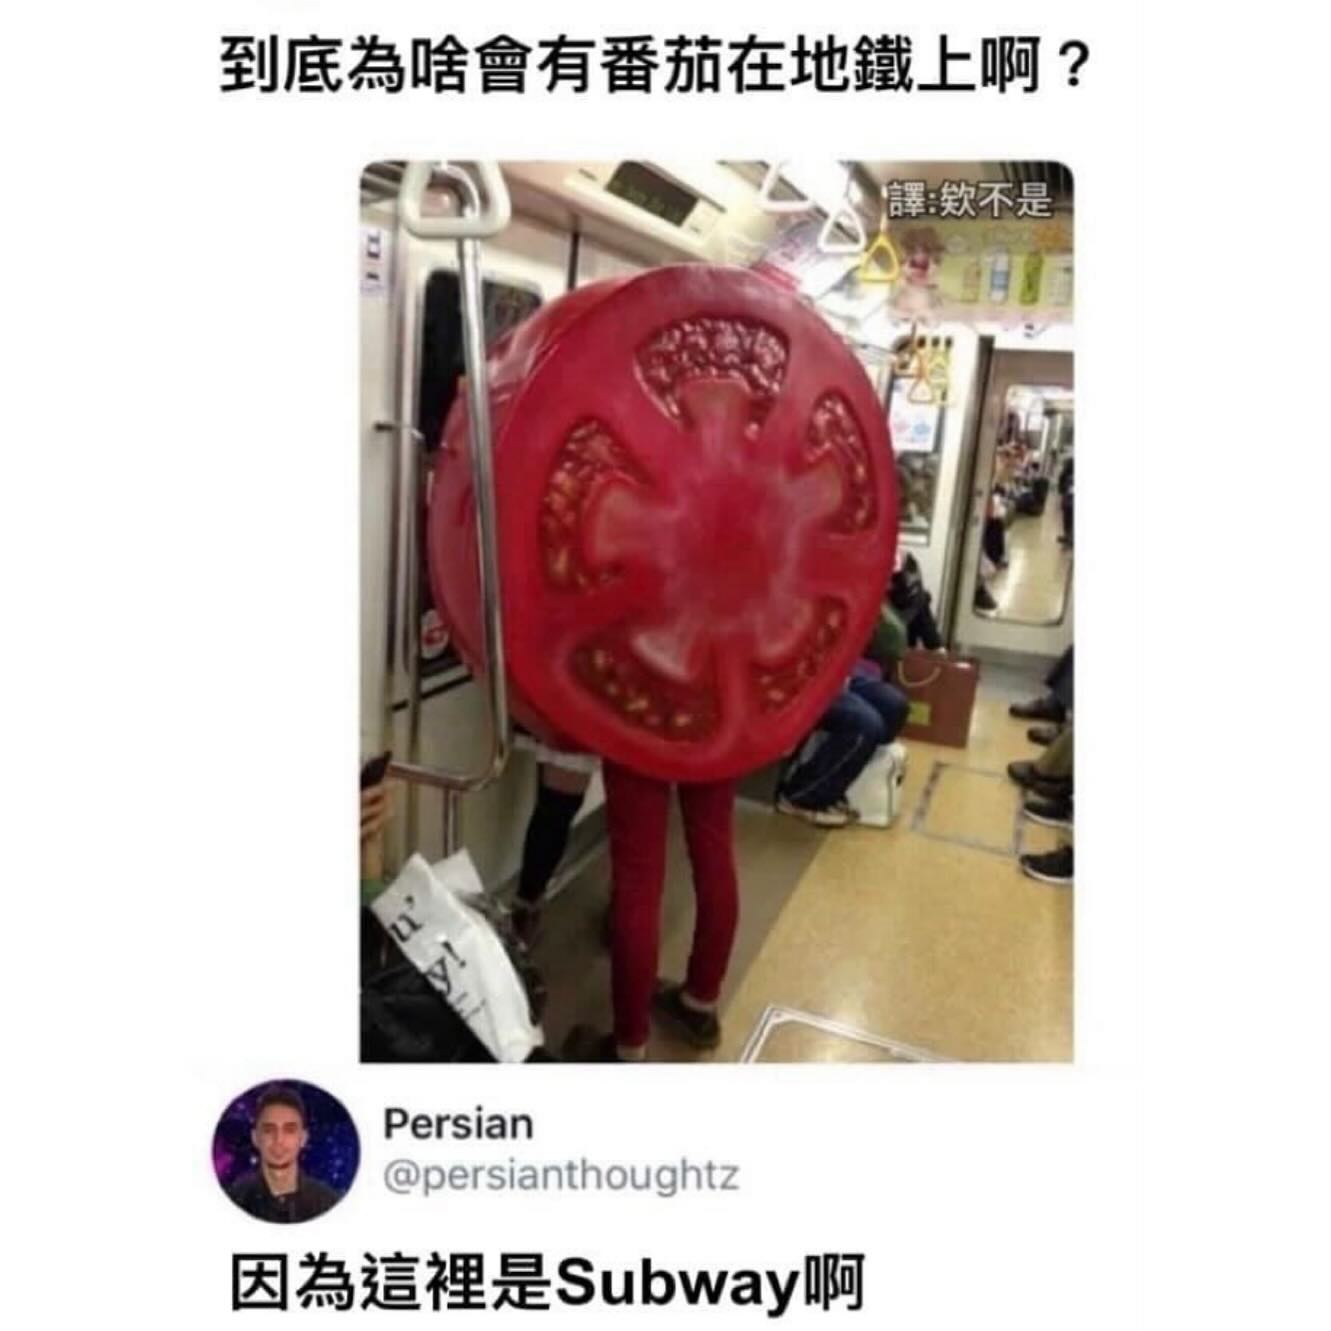 到底為啥會有番茄在地鐵上啊？
譯:欸不是
u'
y!
Persian
@persianthoughtz
因為這裡是Subway啊